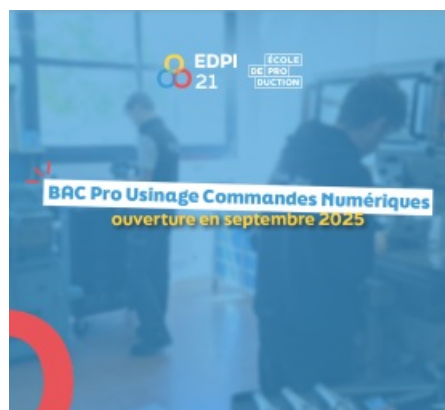 EDPI
21
ÉCOLE
DE PRO
DUCTION
BAC Pro Usinage Commandes Numériques
ouverture en septembre 2025